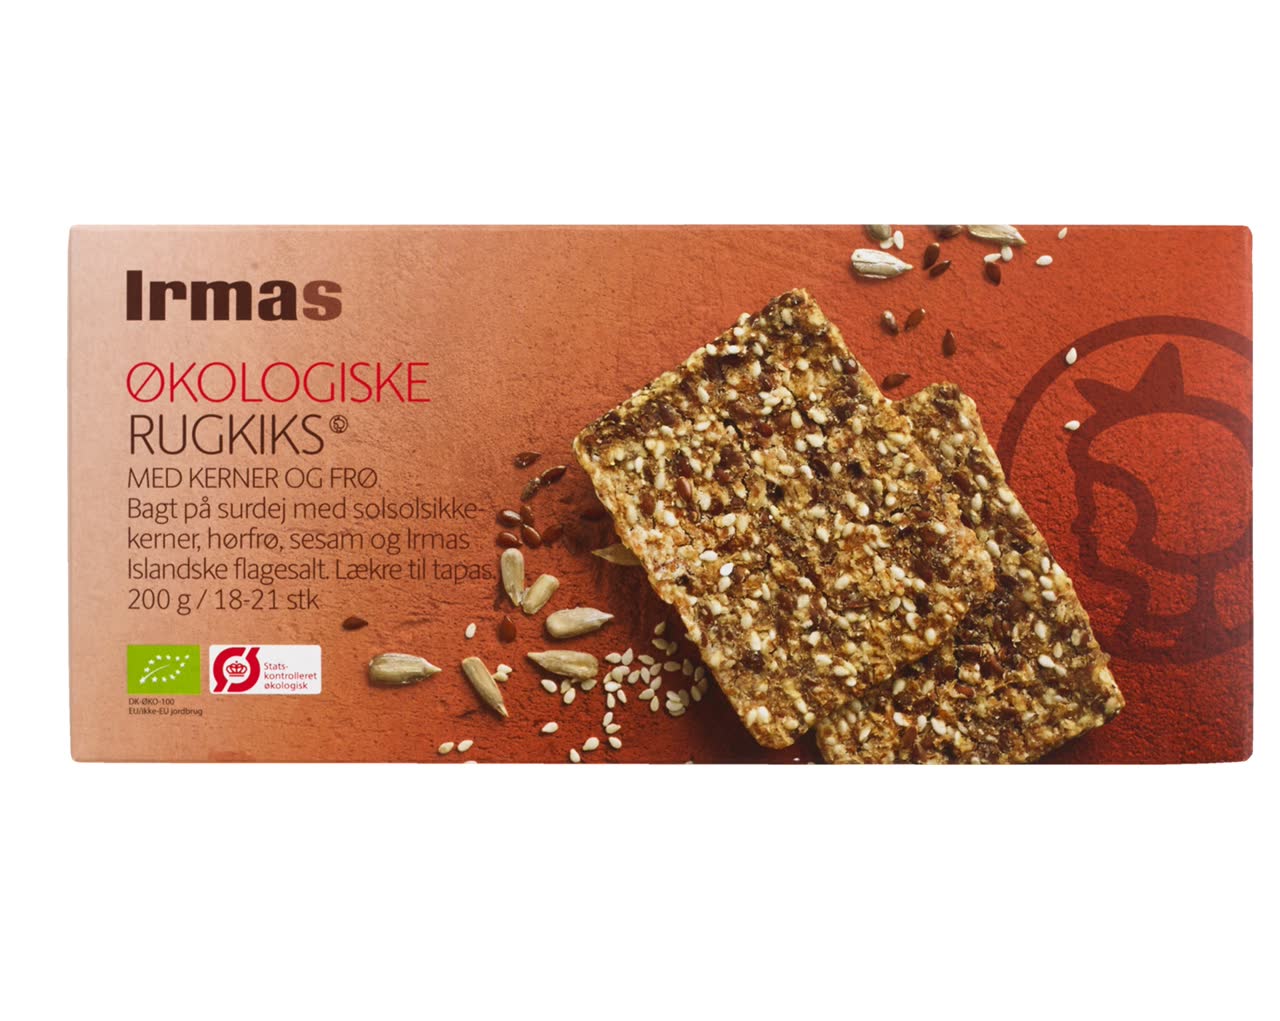 Irmas
ØKOLOGISKE
RUGKIKS
MED KERNER OG FRØ.
Bagt på surdej med solsolsikke-
kerner, hørfrø, sesam og Irmas
Islandske flagesalt. Lækre til tapas.
200 g / 18-21 stk
Stats-
kontrolleret
økologisk
DK-ØKO-100
EU/ikke-EU jordbrug